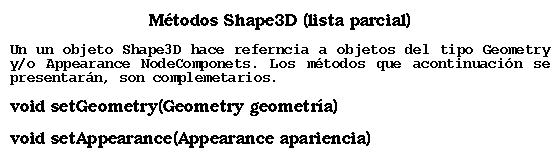 Métodos Shape3D (lista parcial)
Un un objeto Shape3D hace referncia a objetos del tipo Geometry
y/o Appearance NodeComponets. Los métodos que acontinuación se
presentarán, son complemetarios.
void setGeometry(Geometry geometría)
void setAppearance(Appearance apariencia)